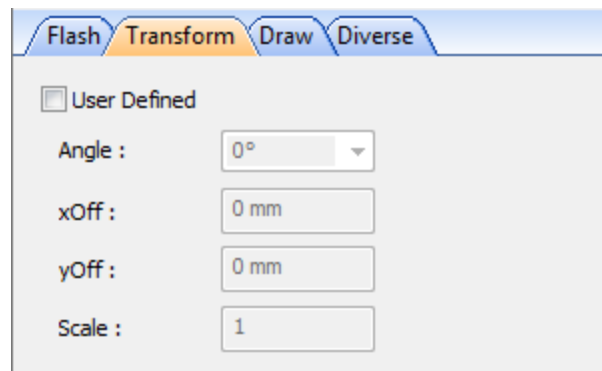 Flash Transform Draw Diverse
User Defined
Angle : 0°
xOff : 0 mm
yOff : 0 mm
Scale : 1